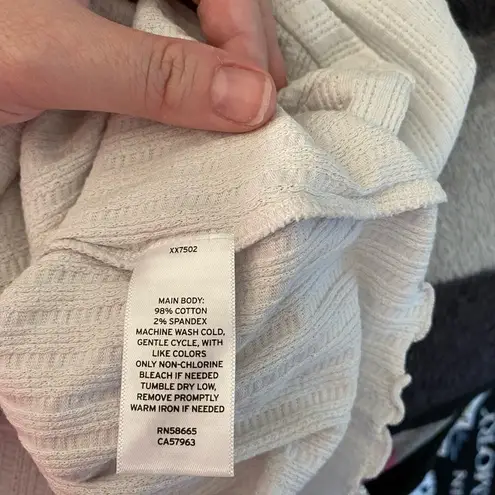 XX7502
MAIN BODY:
98% COTTON
2% SPANDEX
MACHINE WASH COLD,
GENTLE CYCLE, WITH
LIKE COLORS
ONLY NON-CHLORINE
BLEACH IF NEEDED
TUMBLE DRY LOW,
REMOVE PROMPTLY
WARM IRON IF NEEDED
RN58665
CA57963